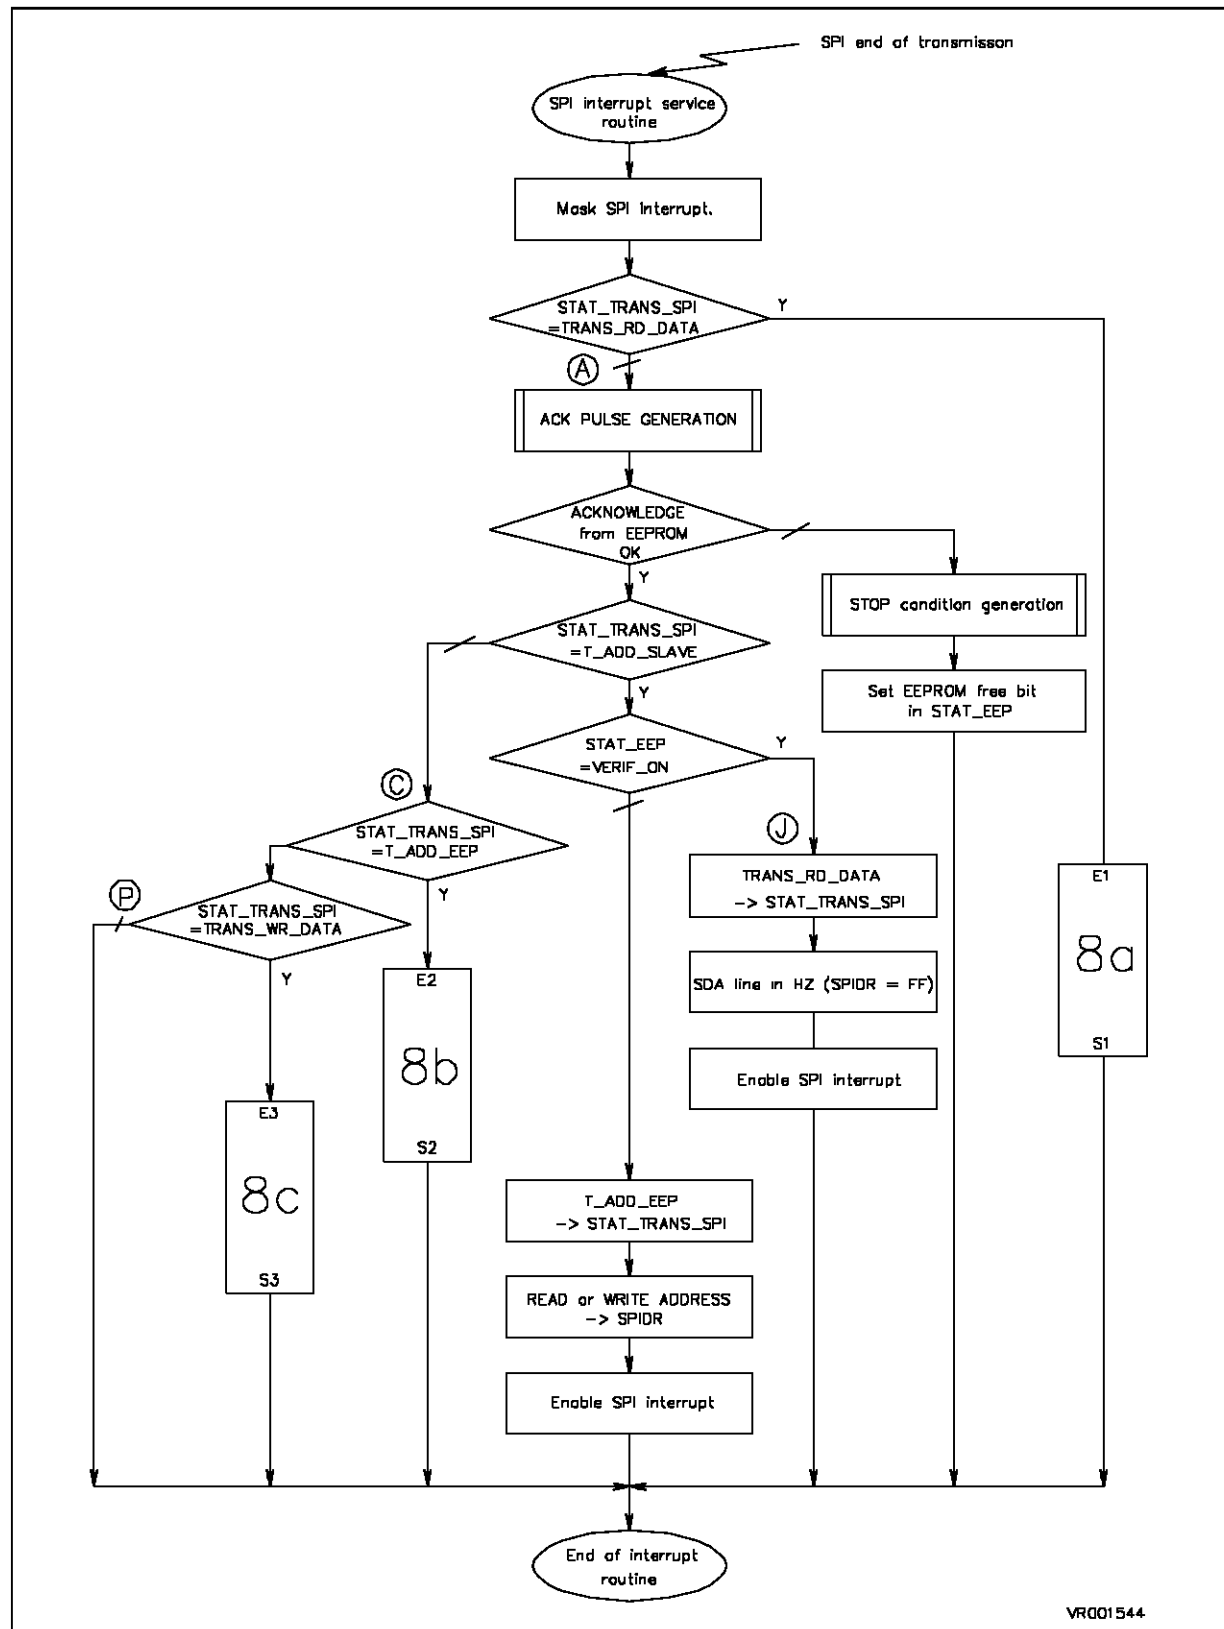 SPI end of transmisson
SPI interrupt service
routine
Mask SPI Interrupt.
STAT_TRANS_SPI
=TRANS_RD_DATA
Y
A
ACK PULSE GENERATION
ACKNOWLEDGE
from EEPROM
OK
Y
STOP condition generation
STAT_TRANS_SPI
=T_ADD_SLAVE
Y
Set EEPROM free bit
in STAT_EEP
STAT_EEP
=VERIF_ON
Y
C
STAT_TRANS_SPI
=T_ADD_EEP
Y
J
TRANS_RD_DATA
-> STAT_TRANS_SPI
P
STAT_TRANS_SPI
=TRANS_WR_DATA
Y
SDA line in HZ (SPIDR = FF)
Enable SPI interrupt
E1
8a
S1
E2
8b
S2
E3
8c
S3
T_ADD_EEP
-> STAT_TRANS_SPI
READ or WRITE ADDRESS
-> SPIDR
Enable SPI interrupt
End of interrupt
routine
VR001544